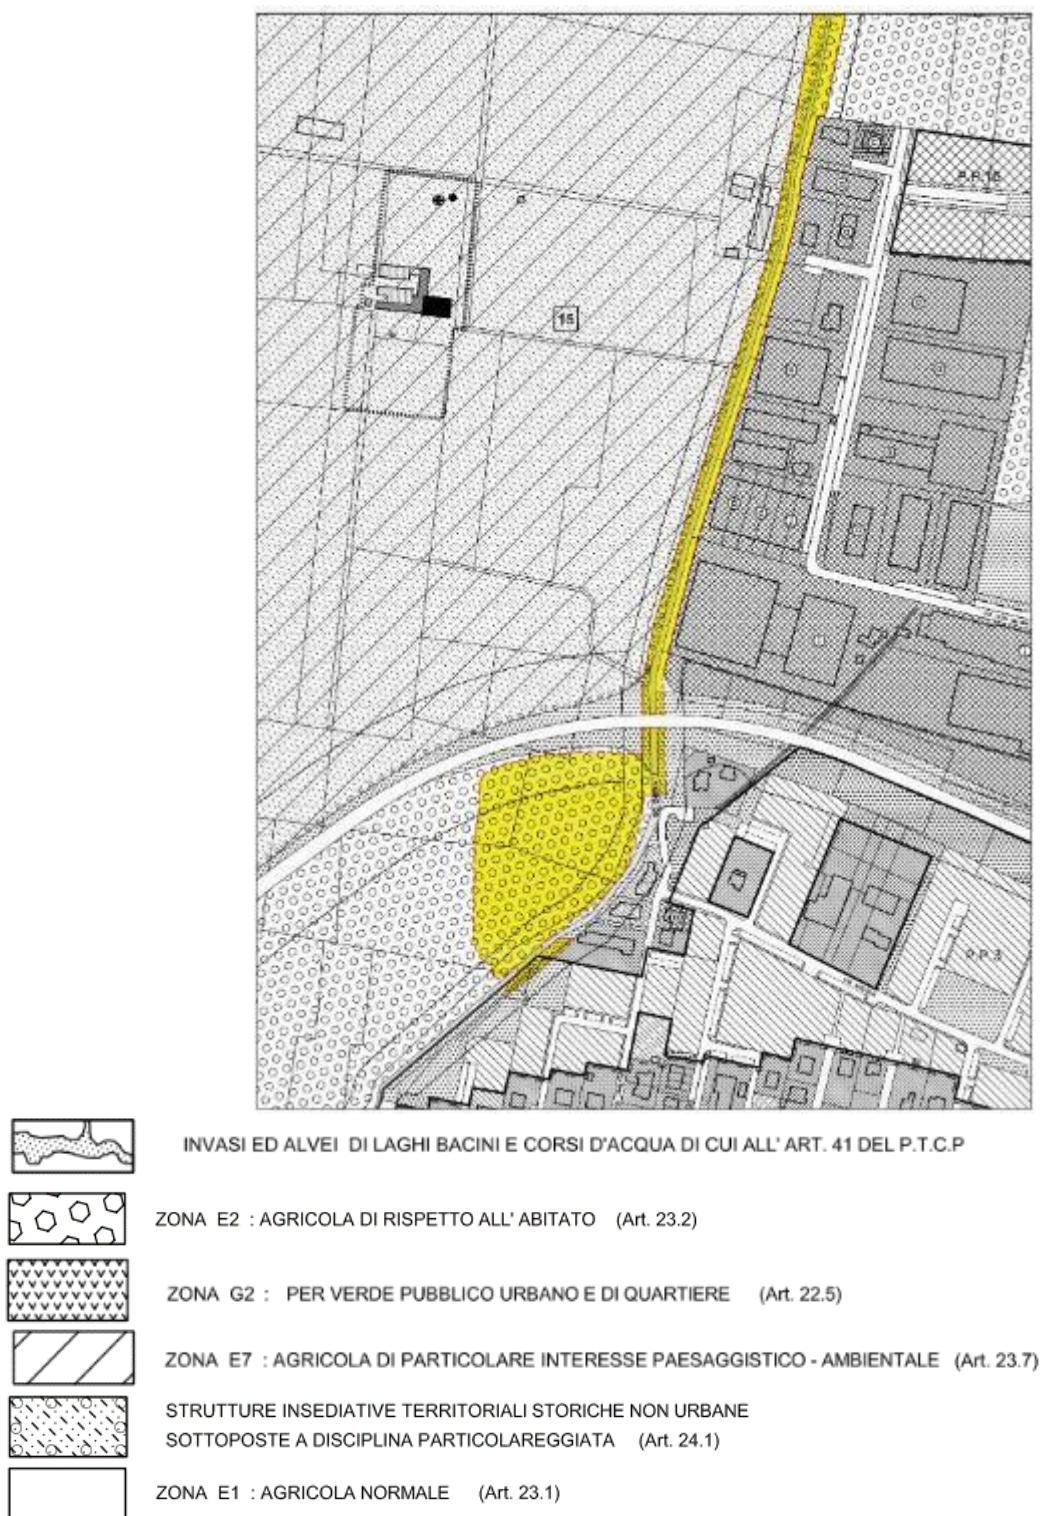 P.P.16
15
P.P.3
INVASI ED ALVEI DI LAGHI BACINI E CORSI D'ACQUA DI CUI ALL' ART. 41 DEL P.T.C.P
ZONA E2 : AGRICOLA DI RISPETTO ALL' ABITATO (Art. 23.2)
ZONA G2 : PER VERDE PUBBLICO URBANO E DI QUARTIERE (Art. 22.5)
ZONA E7 : AGRICOLA DI PARTICOLARE INTERESSE PAESAGGISTICO - AMBIENTALE (Art. 23.7)
STRUTTURE INSEDIATIVE TERRITORIALI STORICHE NON URBANE
SOTTOPOSTE A DISCIPLINA PARTICOLAREGGIATA (Art. 24.1)
ZONA E1 : AGRICOLA NORMALE (Art. 23.1)